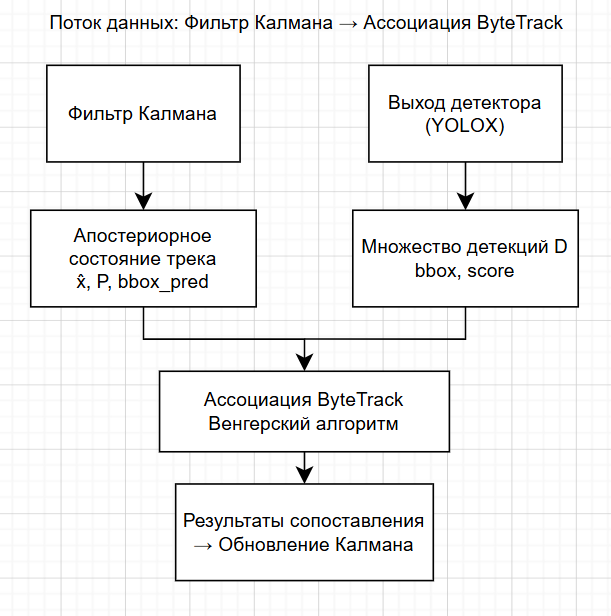 Поток данных: Фильтр Калмана → Ассоциация ByteTrack
Фильтр Калмана
Выход детектора
(YOLOX)
Апостериорное
состояние трека
x̂, P, bbox_pred
Множество детекций D
bbox, score
Ассоциация ByteTrack
Венгерский алгоритм
Результаты сопоставления
→ Обновление Калмана